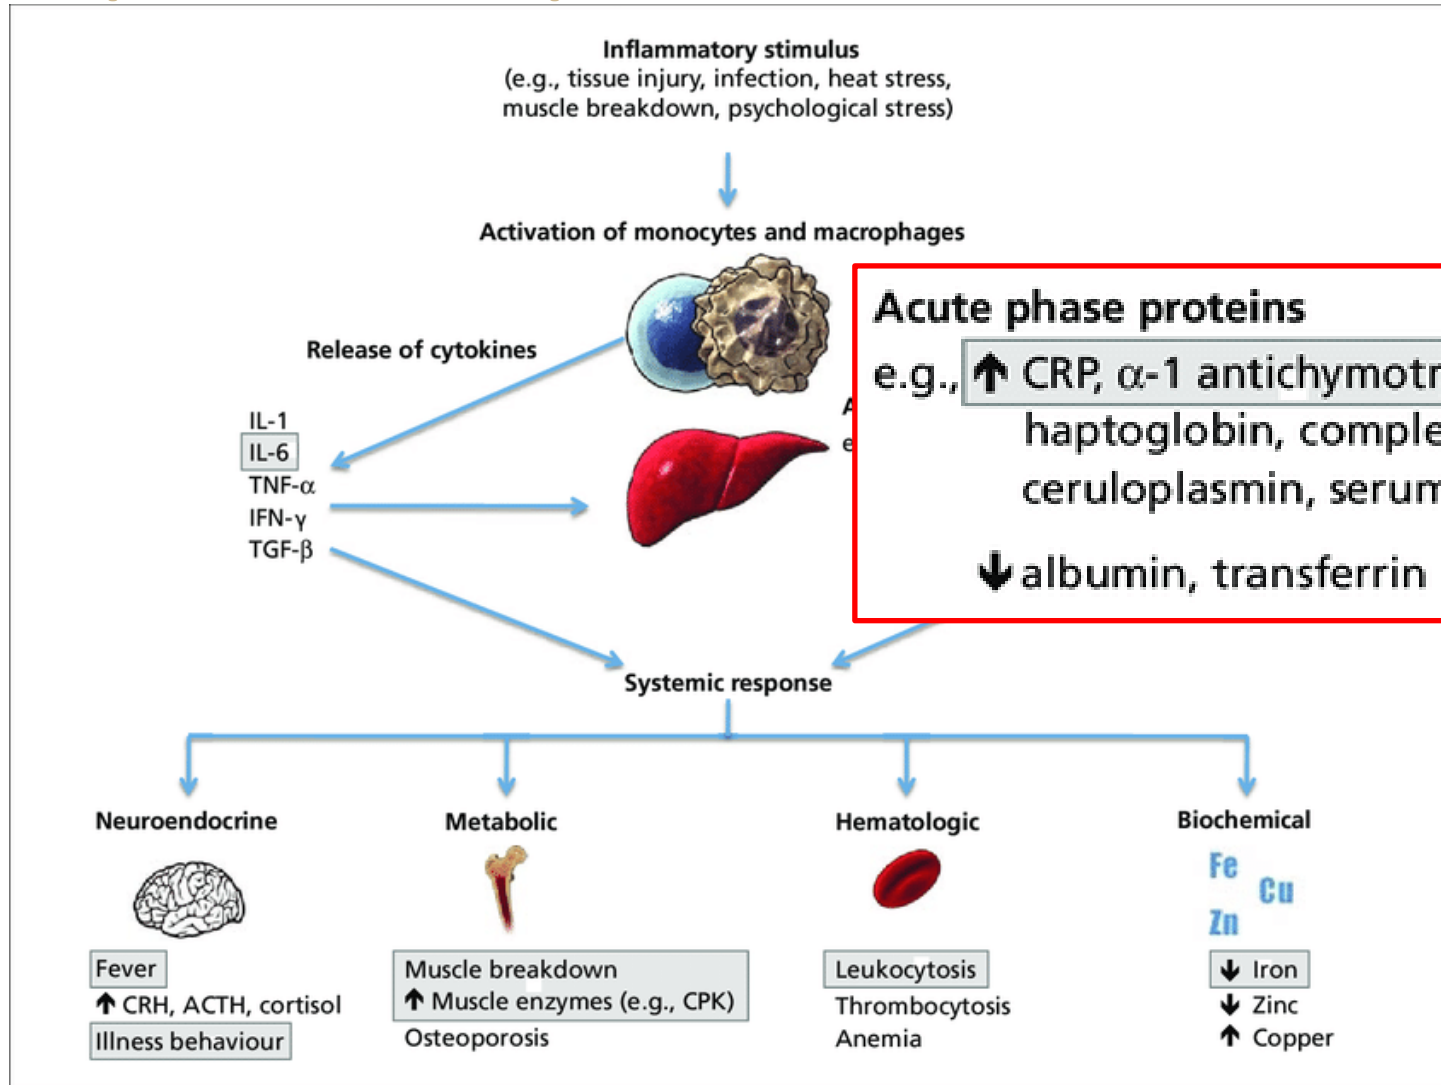 Inflammatory stimulus
(e.g., tissue injury, infection, heat stress,
muscle breakdown, psychological stress)
Activation of monocytes and macrophages
Release of cytokines
IL-1
IL-6
TNF-α
IFN-γ
TGF-β
Acute phase proteins
e.g., ↑ CRP, α-1
haptoglobin,
ceruloplasmin,
↓ albumin, transferrin
Systemic response
Neuroendocrine
Fever
↑ CRH, ACTH, cortisol
Illness behaviour
Metabolic
Muscle breakdown
↑ Muscle enzymes (e.g., CPK)
Osteoporosis
Hematologic
Leukocytosis
Thrombocytosis
Anemia
Biochemical
Fe
Cu
Zn
↓ Iron
↓ Zinc
↑ Copper